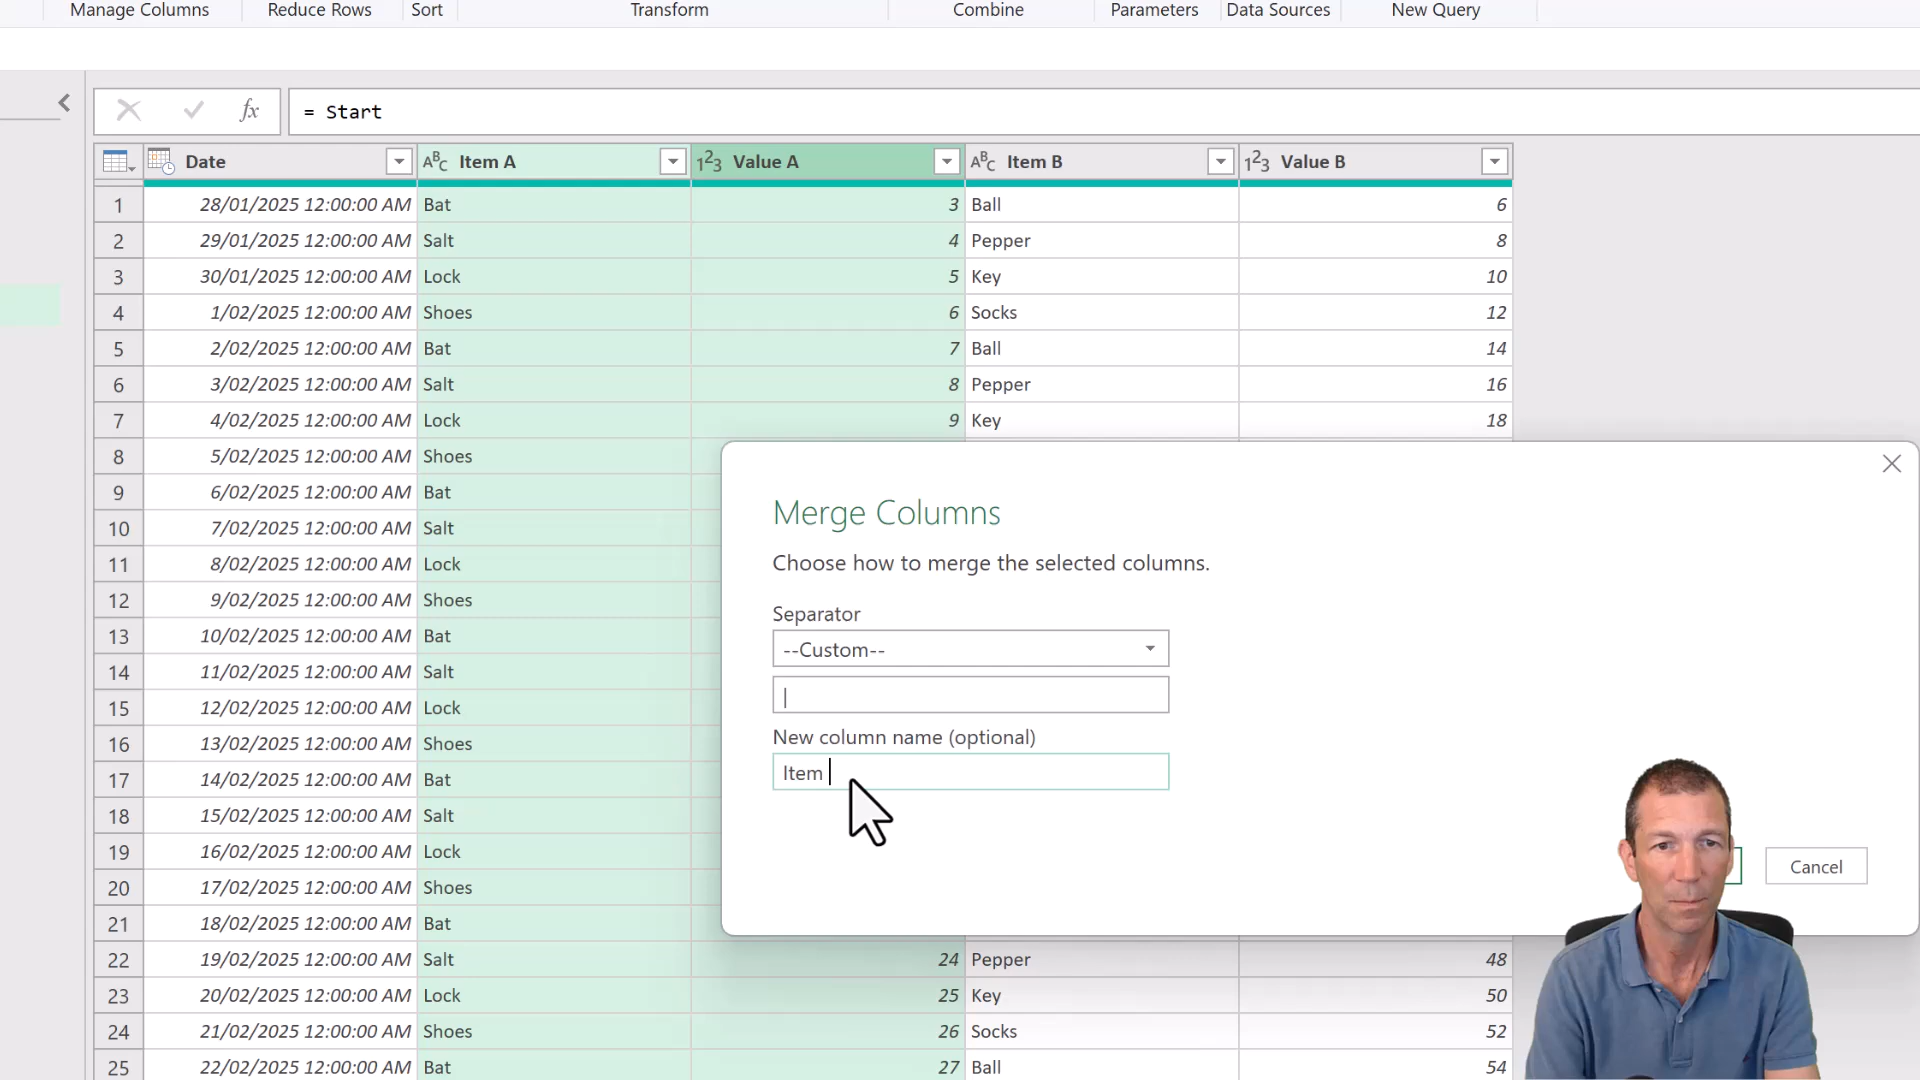 Manage Columns Reduce Rows Sort Transform Combine Parameters Data Sources New Query
fx = Start
Date ABC Item A 123 Value A ABC Item B 123 Value B
1 28/01/2025 12:00:00 AM Bat 3 Ball 6
2 29/01/2025 12:00:00 AM Salt 4 Pepper 8
3 30/01/2025 12:00:00 AM Lock 5 Key 10
4 1/02/2025 12:00:00 AM Shoes 6 Socks 12
5 2/02/2025 12:00:00 AM Bat 7 Ball 14
6 3/02/2025 12:00:00 AM Salt 8 Pepper 16
7 4/02/2025 12:00:00 AM Lock 9 Key 18
8 5/02/2025 12:00:00 AM Shoes
9 6/02/2025 12:00:00 AM Bat
10 7/02/2025 12:00:00 AM Salt
11 8/02/2025 12:00:00 AM Lock
12 9/02/2025 12:00:00 AM Shoes
13 10/02/2025 12:00:00 AM Bat
14 11/02/2025 12:00:00 AM Salt
15 12/02/2025 12:00:00 AM Lock
16 13/02/2025 12:00:00 AM Shoes
17 14/02/2025 12:00:00 AM Bat
18 15/02/2025 12:00:00 AM Salt
19 16/02/2025 12:00:00 AM Lock
20 17/02/2025 12:00:00 AM Shoes
21 18/02/2025 12:00:00 AM Bat
22 19/02/2025 12:00:00 AM Salt 24 Pepper 48
23 20/02/2025 12:00:00 AM Lock 25 Key 50
24 21/02/2025 12:00:00 AM Shoes 26 Socks 52
25 22/02/2025 12:00:00 AM Bat 27 Ball 54
Merge Columns
Choose how to merge the selected columns.
Separator
--Custom--
|
New column name (optional)
Item
Cancel